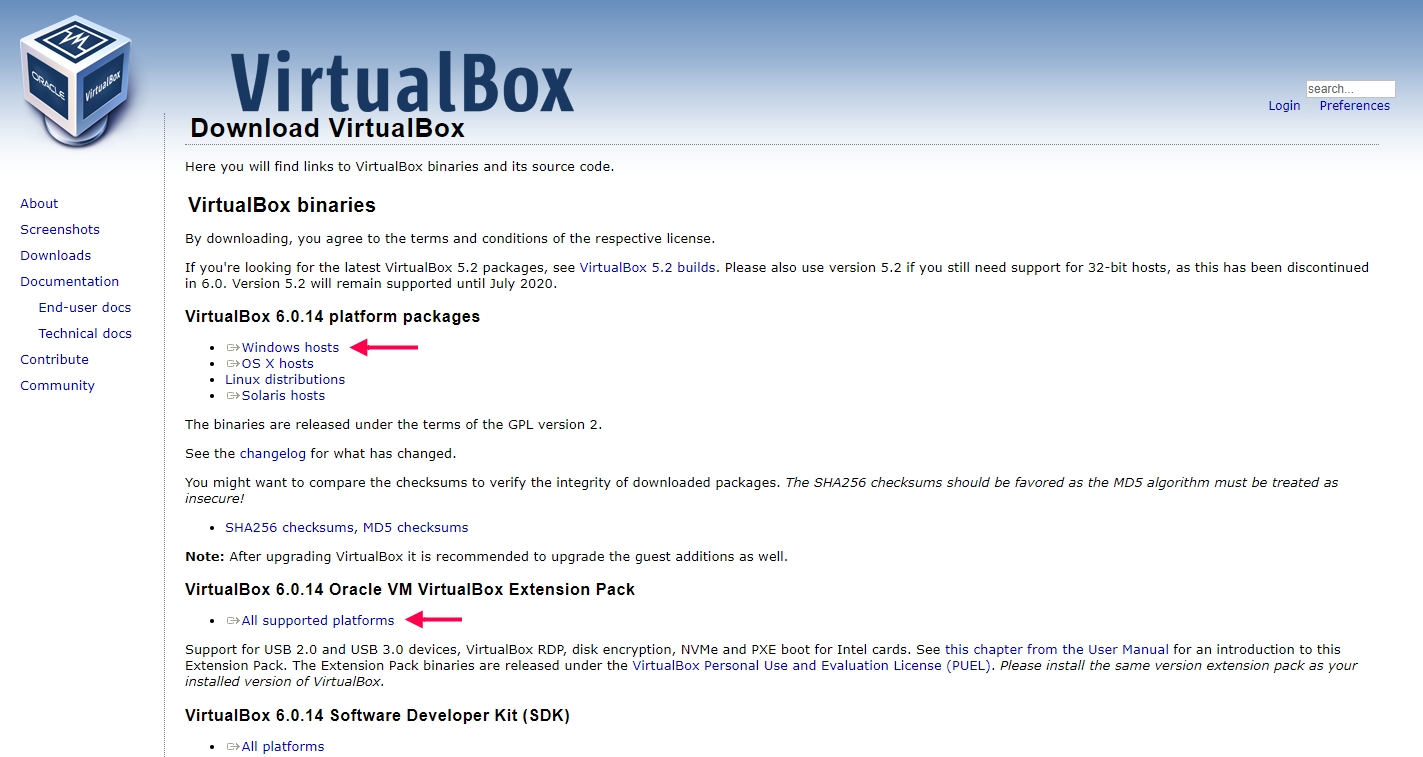 ORACLE
VirtualBox
VirtualBox
search...
Login Preferences
Download VirtualBox
Here you will find links to VirtualBox binaries and its source code.
About
Screenshots
Downloads
Documentation
End-user docs
Technical docs
Contribute
Community
VirtualBox binaries
By downloading, you agree to the terms and conditions of the respective license.
If you're looking for the latest VirtualBox 5.2 packages, see VirtualBox 5.2 builds. Please also use version 5.2 if you still need support for 32-bit hosts, as this has been discontinued
in 6.0. Version 5.2 will remain supported until July 2020.
VirtualBox 6.0.14 platform packages
Windows hosts
OS X hosts
Linux distributions
Solaris hosts
The binaries are released under the terms of the GPL version 2.
See the changelog for what has changed.
You might want to compare the checksums to verify the integrity of downloaded packages. The SHA256 checksums should be favored as the MD5 algorithm must be treated as
insecure!
SHA256 checksums, MD5 checksums
Note: After upgrading VirtualBox it is recommended to upgrade the guest additions as well.
VirtualBox 6.0.14 Oracle VM VirtualBox Extension Pack
All supported platforms
Support for USB 2.0 and USB 3.0 devices, VirtualBox RDP, disk encryption, NVMe and PXE boot for Intel cards. See this chapter from the User Manual for an introduction to this
Extension Pack. The Extension Pack binaries are released under the VirtualBox Personal Use and Evaluation License (PUEL). Please install the same version extension pack as your
installed version of VirtualBox.
VirtualBox 6.0.14 Software Developer Kit (SDK)
All platforms